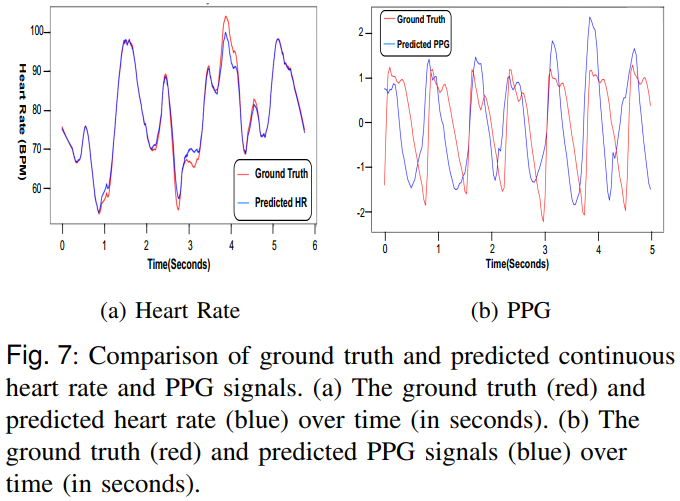 Ground Truth
Predicted HR
Heart Rate (BPM)
100
90
80
70
60
0 1 2 3 4 5 6
Time(Seconds)
Ground Truth
Predicted PPG
2
1
0
-1
-2
0 1 2 3 4 5
Time(Seconds)
(a) Heart Rate
(b) PPG
Fig. 7: Comparison of ground truth and predicted continuous
heart rate and PPG signals. (a) The ground truth (red) and
predicted heart rate (blue) over time (in seconds). (b) The
ground truth (red) and predicted PPG signals (blue) over
time (in seconds).